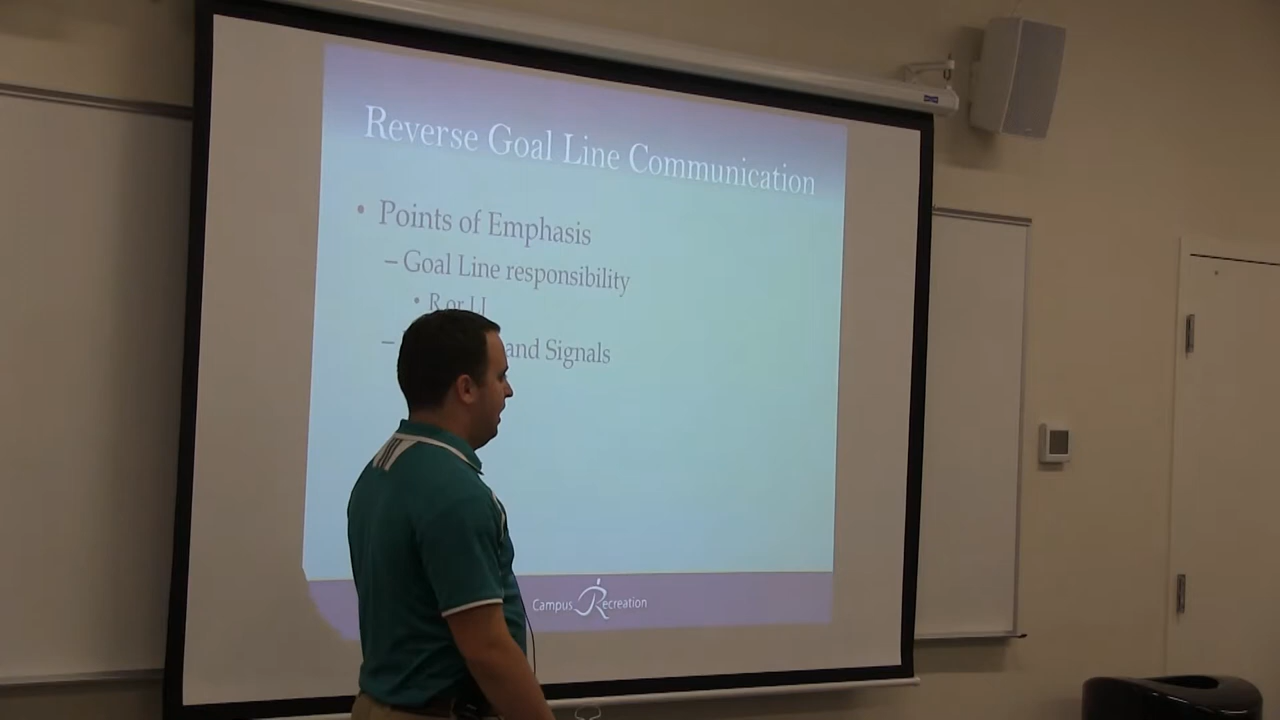 Reverse Goal Line Communication
• Points of Emphasis
– Goal Line responsibility
• R or LJ
– and Signals
Campus Recreation